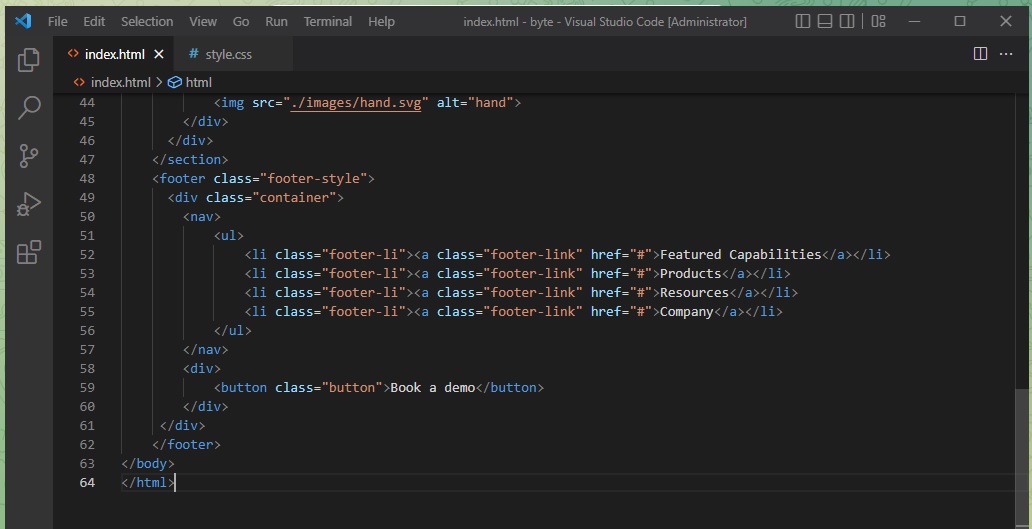 File Edit Selection View Go Run Terminal Help index.html - byte - Visual Studio Code [Administrator]
<> index.html × # style.css ···
<> index.html > html
44 <img src="./images/hand.svg" alt="hand">
45 </div>
46 </div>
47 </section>
48 <footer class="footer-style">
49 <div class="container">
50 <nav>
51 <ul>
52 <li class="footer-li"><a class="footer-link" href="#">Featured Capabilities</a></li>
53 <li class="footer-li"><a class="footer-link" href="#">Products</a></li>
54 <li class="footer-li"><a class="footer-link" href="#">Resources</a></li>
55 <li class="footer-li"><a class="footer-link" href="#">Company</a></li>
56 </ul>
57 </nav>
58 <div>
59 <button class="button">Book a demo</button>
60 </div>
61 </div>
62 </footer>
63 </body>
64 </html>